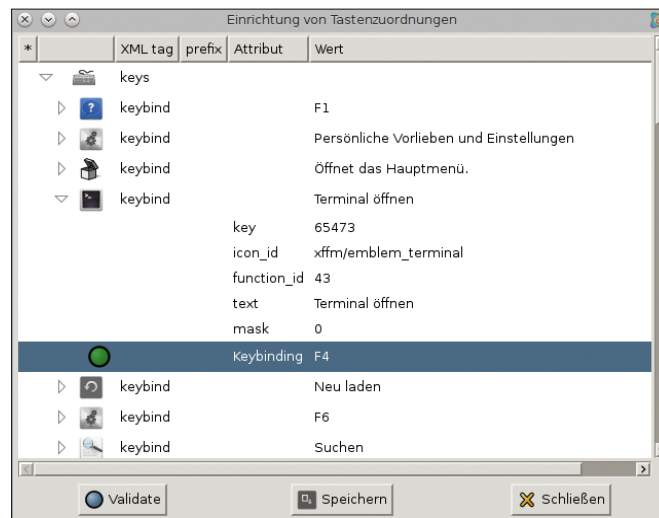 Einrichtung von Tastenzuordnungen
* XML tag prefix Attribut Wert
keys
keybind F1
keybind Persönliche Vorlieben und Einstellungen
keybind Öffnet das Hauptmenü.
keybind Terminal öffnen
key 65473
icon_id xffm/emblem_terminal
function_id 43
text Terminal öffnen
mask 0
Keybinding F4
keybind Neu laden
keybind F6
keybind Suchen
Validate Speichern Schließen